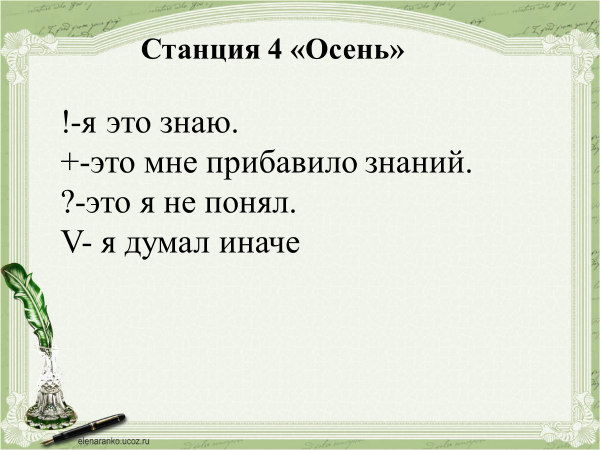 Станция 4 «Осень»
!-я это знаю.
+-это мне прибавило знаний.
?-это я не понял.
V- я думал иначе
elenaranko.ucoz.ru